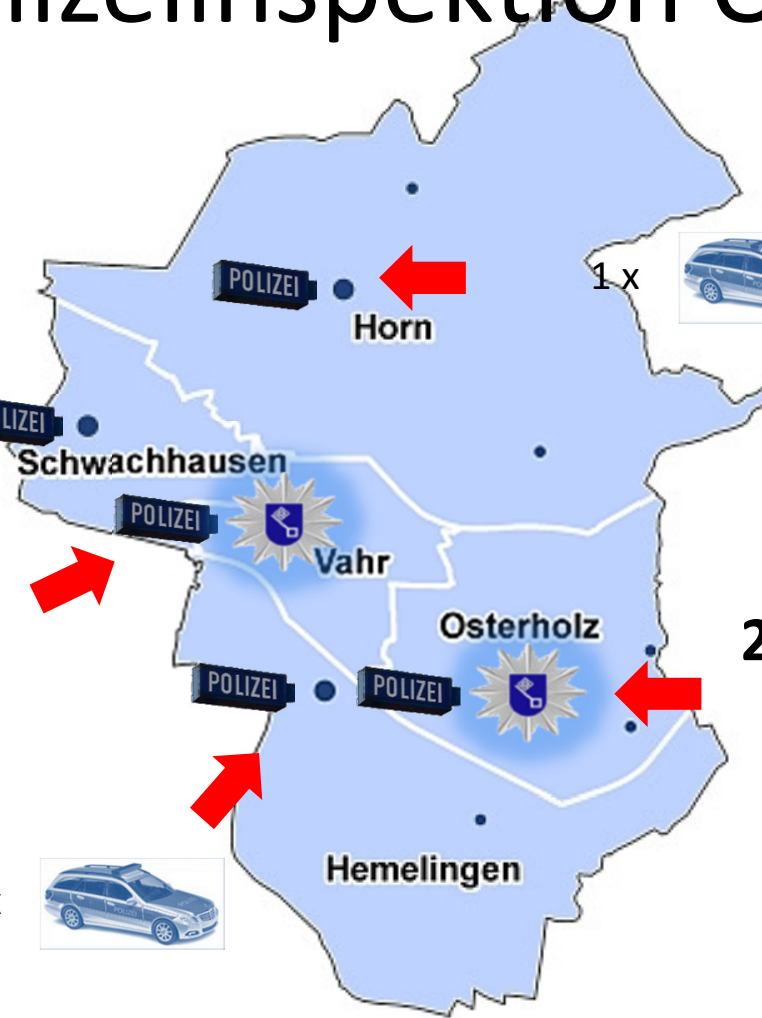 POLIZEI
1 x
Horn
Schwachhausen
POLIZEI
Vahr
Osterholz
2
POLIZEI
POLIZEI
Hemelingen